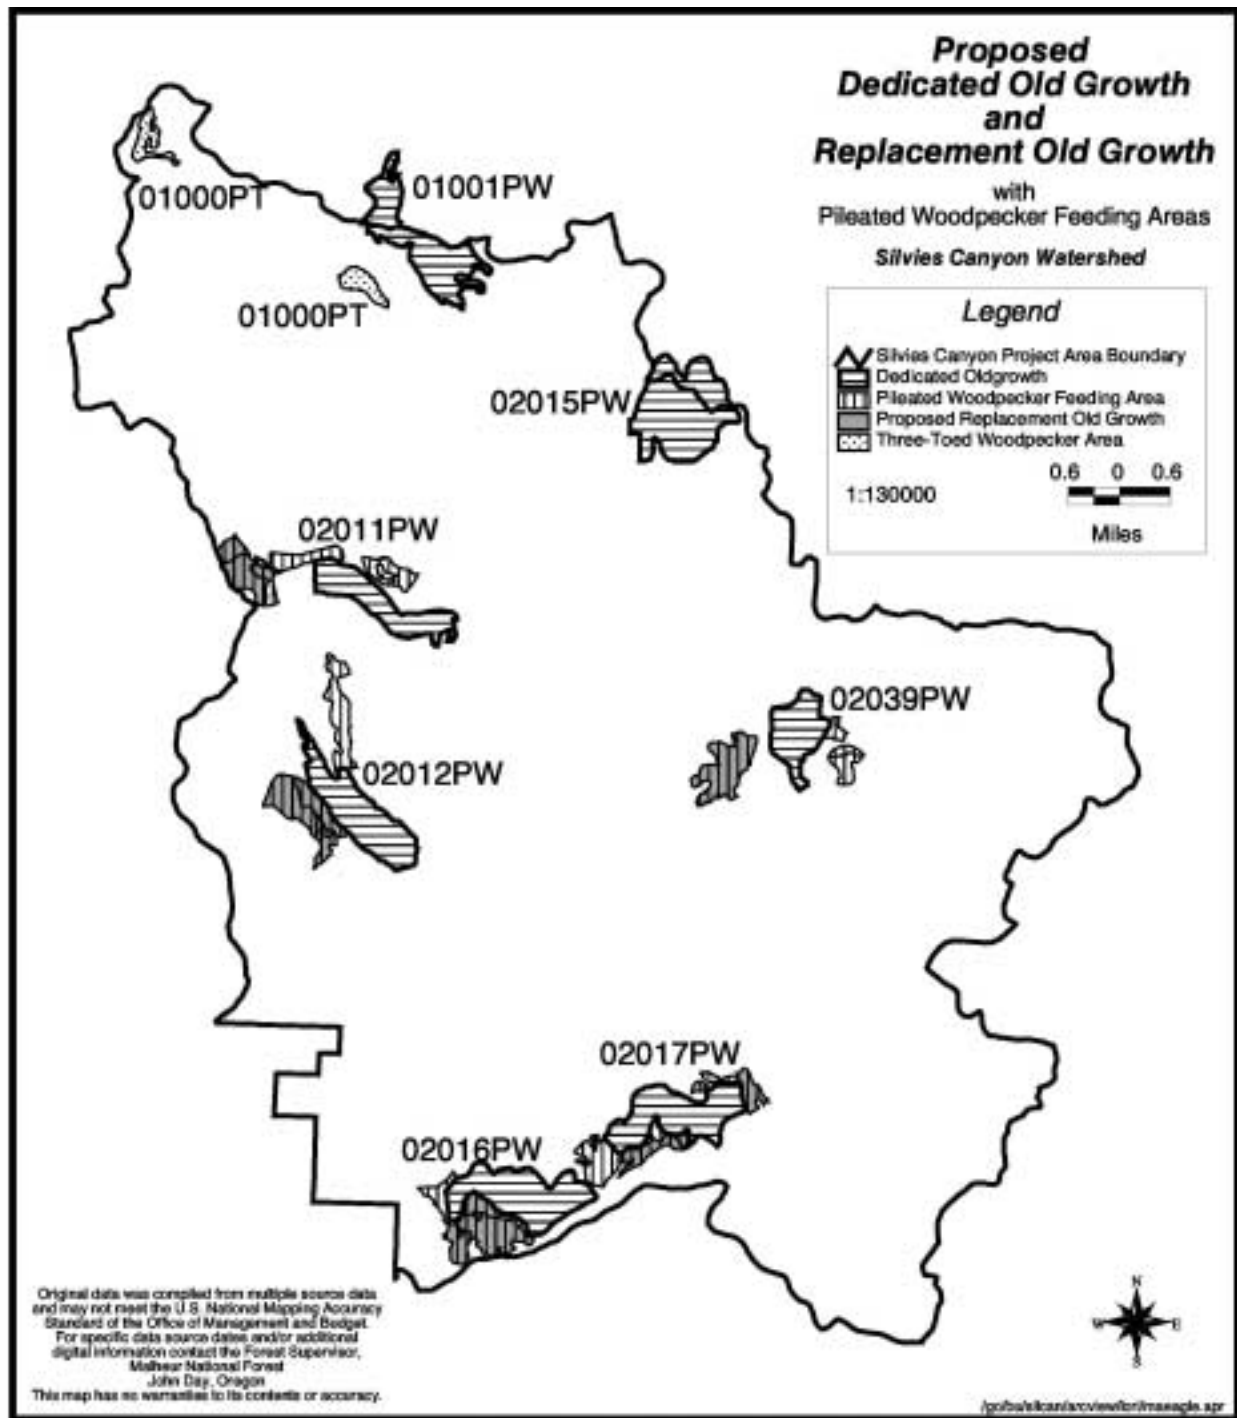 Proposed
Dedicated Old Growth
and
Replacement Old Growth
with
Pileated Woodpecker Feeding Areas
Silvies Canyon Watershed
Legend
Silvies Canyon Project Area Boundary
Dedicated Oldgrowth
Pileated Woodpecker Feeding Area
Proposed Replacement Old Growth
Three-Toed Woodpecker Area
0.6 0 0.6
1:130000
Miles
01000PT
01001PW
01000PT
02015PW
02011PW
02039PW
02012PW
02017PW
02016PW
Original data was compiled from multiple source data
and may not meet the U.S. National Mapping Accuracy
Standard of the Office of Management and Budget.
For specific data source dates and/or additional
digital information contact the Forest Supervisor,
Malheur National Forest
John Day, Oregon
This map has no warranties to its contents or accuracy.
N
W E
S